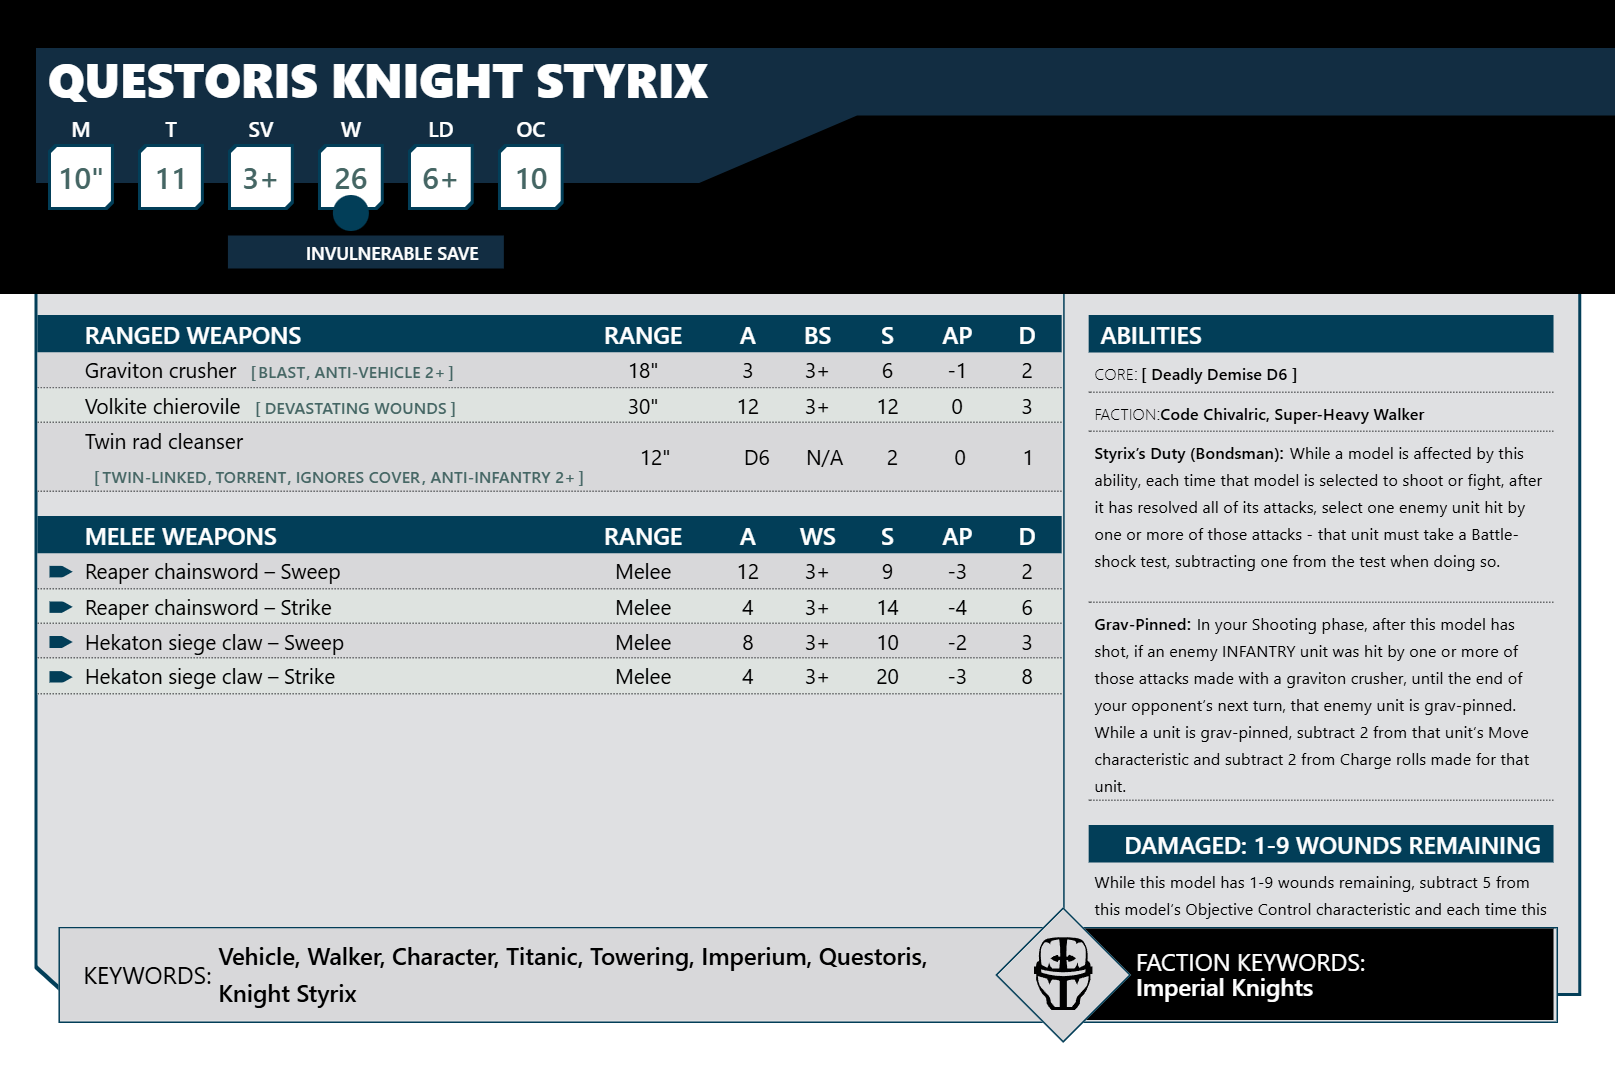 QUESTORIS KNIGHT STYRIX
M T SV W LD OC
10" 11 3+ 26 6+ 10
INVULNERABLE SAVE
RANGED WEAPONS RANGE A BS S AP D
Graviton crusher [ BLAST, ANTI-VEHICLE 2+ ] 18" 3 3+ 6 -1 2
Volkite chierovile [ DEVASTATING WOUNDS ] 30" 12 3+ 12 0 3
Twin rad cleanser 12" D6 N/A 2 0 1
[ TWIN-LINKED, TORRENT, IGNORES COVER, ANTI-INFANTRY 2+ ]
MELEE WEAPONS RANGE A WS S AP D
Reaper chainsword – Sweep Melee 12 3+ 9 -3 2
Reaper chainsword – Strike Melee 4 3+ 14 -4 6
Hekaton siege claw – Sweep Melee 8 3+ 10 -2 3
Hekaton siege claw – Strike Melee 4 3+ 20 -3 8
ABILITIES
CORE: [ Deadly Demise D6 ]
FACTION:Code Chivalric, Super-Heavy Walker
Styrix’s Duty (Bondsman): While a model is affected by this
ability, each time that model is selected to shoot or fight, after
it has resolved all of its attacks, select one enemy unit hit by
one or more of those attacks - that unit must take a Battle-
shock test, subtracting one from the test when doing so.
Grav-Pinned: In your Shooting phase, after this model has
shot, if an enemy INFANTRY unit was hit by one or more of
those attacks made with a graviton crusher, until the end of
your opponent’s next turn, that enemy unit is grav-pinned.
While a unit is grav-pinned, subtract 2 from that unit’s Move
characteristic and subtract 2 from Charge rolls made for that
unit.
DAMAGED: 1-9 WOUNDS REMAINING
While this model has 1-9 wounds remaining, subtract 5 from
this model’s Objective Control characteristic and each time this
KEYWORDS: Vehicle, Walker, Character, Titanic, Towering, Imperium, Questoris,
Knight Styrix
FACTION KEYWORDS:
Imperial Knights